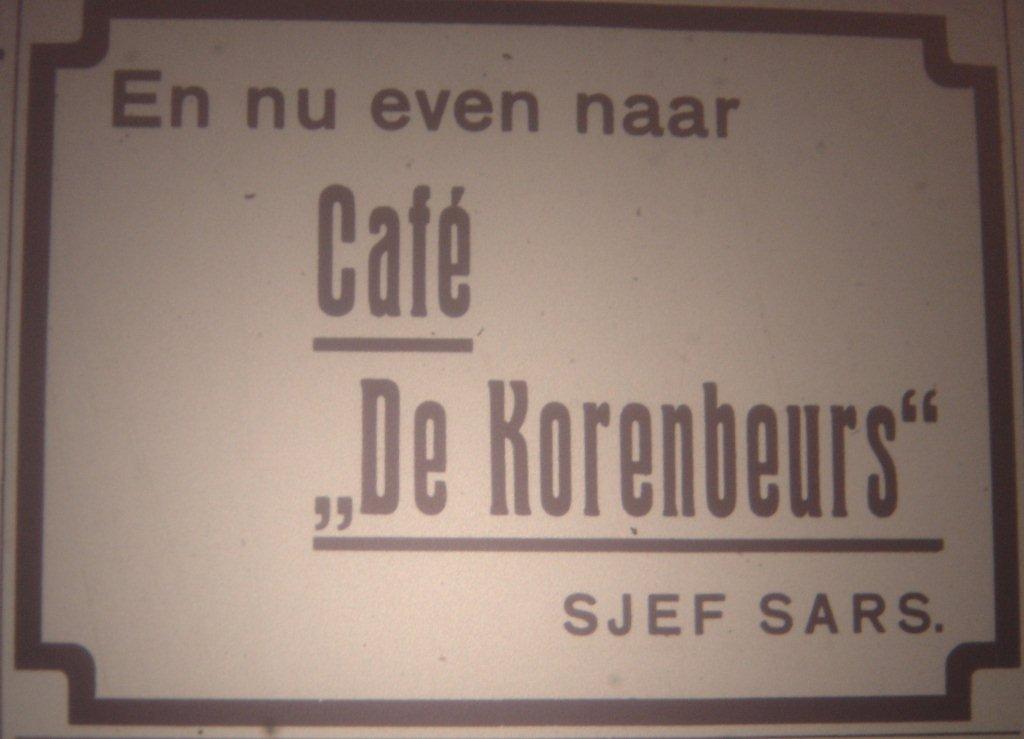 En nu even naar
Café
„De Korenbeurs“
SJEF SARS.